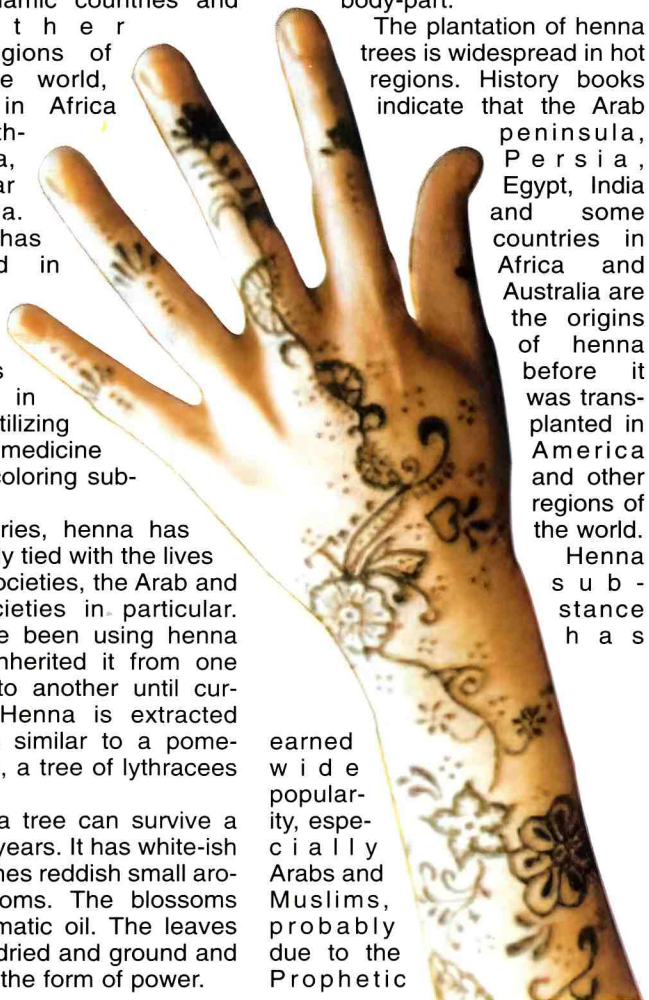 lamic countries and
t h e r
gions of
e world,
in Africa
th-
a,
ar
a.
has
d in
s
in
tilizing
medicine
coloring sub-
ries, henna has
ly tied with the lives
ocieties, the Arab and
cieties in particular.
e been using henna
nherited it from one
to another until cur-
Henna is extracted
similar to a pome-
, a tree of lythracees
a tree can survive a
years. It has white-ish
nes reddish small aro-
oms. The blossoms
matic oil. The leaves
dried and ground and
the form of power.
body-part.
The plantation of henna
trees is widespread in hot
regions. History books
indicate that the Arab
peninsula,
Persia,
Egypt, India
and some
countries in
Africa and
Australia are
the origins
of henna
before it
was trans-
planted in
America
and other
regions of
the world.
Henna
sub-
stance
has
earned
wide
popular-
ity, espe-
cially
Arabs and
Muslims,
probably
due to the
Prophetic